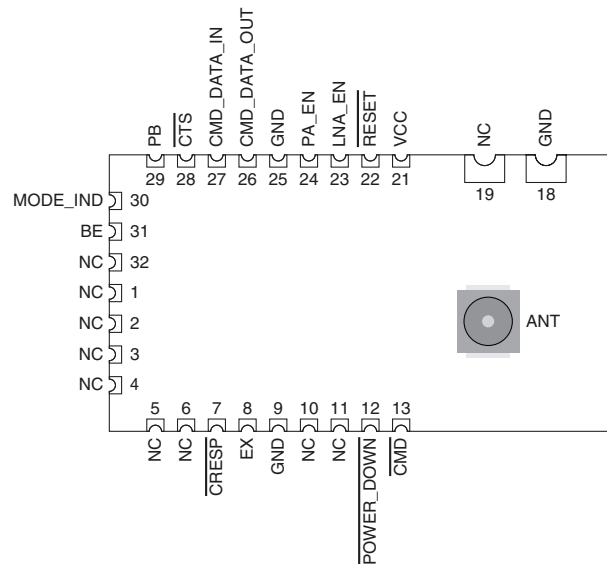 PB
CTS
CMD_DATA_IN
CMD_DATA_OUT
GND
PA_EN
LNA_EN
RESET
VCC
NC
GND
29
28
27
26
25
24
23
22
21
19
18
MODE_IND 30
BE 31
NC 32
NC 1
NC 2
NC 3
NC 4
ANT
5
6
7
8
9
10
11
12
13
NC
NC
CRESP
EX
GND
NC
NC
POWER_DOWN
CMD